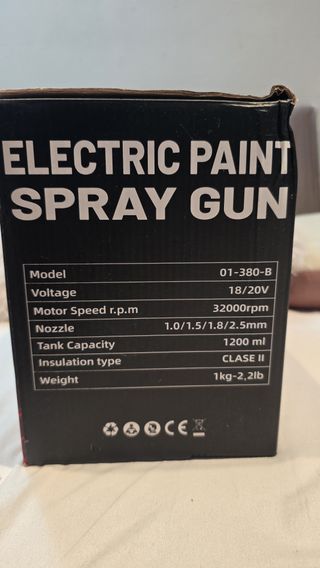 ELECTRIC PAINT
SPRAY GUN
Model 01-380-B
Voltage 18/20V
Motor Speed r.p.m 32000rpm
Nozzle 1.0/1.5/1.8/2.5mm
Tank Capacity 1200 ml
Insulation type CLASE II
Weight 1kg-2,2lb
CE